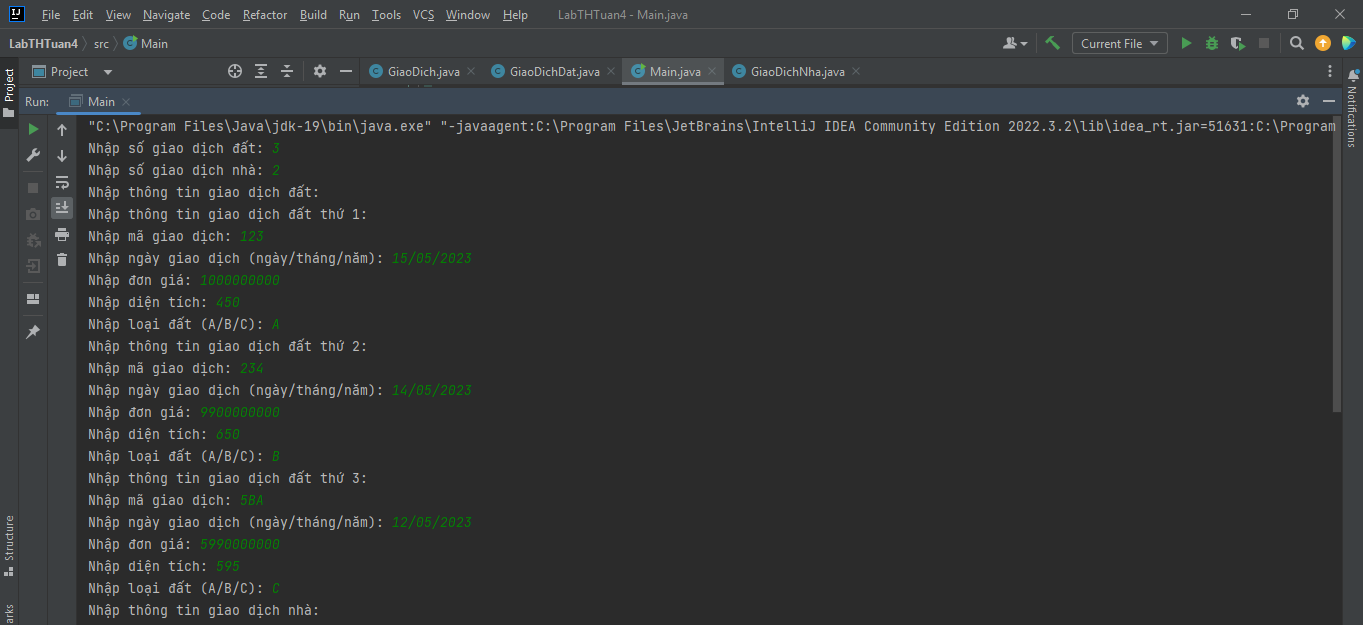 File Edit View Navigate Code Refactor Build Run Tools VCS Window Help LabTHTuan4 - Main.java
LabTHTuan4 src Main Current File
Project GiaoDich.java GiaoDichDat.java Main.java GiaoDichNha.java
Run: Main
"C:\Program Files\Java\jdk-19\bin\java.exe" "-javaagent:C:\Program Files\JetBrains\IntelliJ IDEA Community Edition 2022.3.2\lib\idea_rt.jar=51631:C:\Program
Nhập số giao dịch đất: 3
Nhập số giao dịch nhà: 2
Nhập thông tin giao dịch đất:
Nhập thông tin giao dịch đất thứ 1:
Nhập mã giao dịch: 123
Nhập ngày giao dịch (ngày/tháng/năm): 15/05/2023
Nhập đơn giá: 1000000000
Nhập diện tích: 450
Nhập loại đất (A/B/C): A
Nhập thông tin giao dịch đất thứ 2:
Nhập mã giao dịch: 234
Nhập ngày giao dịch (ngày/tháng/năm): 14/05/2023
Nhập đơn giá: 9900000000
Nhập diện tích: 650
Nhập loại đất (A/B/C): B
Nhập thông tin giao dịch đất thứ 3:
Nhập mã giao dịch: 5BA
Nhập ngày giao dịch (ngày/tháng/năm): 12/05/2023
Nhập đơn giá: 5990000000
Nhập diện tích: 595
Nhập loại đất (A/B/C): C
Nhập thông tin giao dịch nhà:
Project
Structure
arks
Notifications